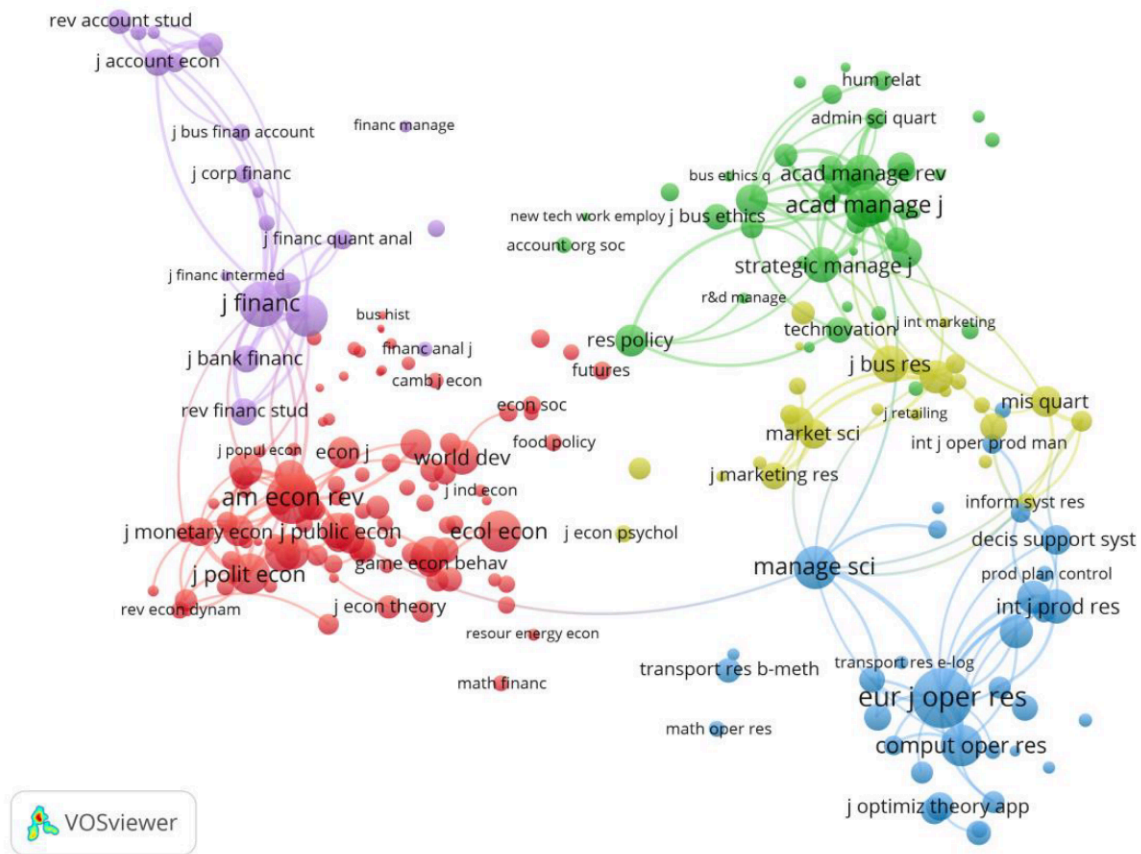 rev account stud
j account econ
hum relat
admin sci quart
j bus finan account
financ manage
j corp financ
bus ethics q
acad manage rev
acad manage j
new tech work employ
j bus ethics
j financ quant anal
account org soc
strategic manage j
j financ intermed
j financ
r&d manage
bus hist
res policy
technovation
j int marketing
j bank financ
financ anal j
j bus res
futures
camb j econ
rev financ stud
econ soc
mis quart
j retailing
market sci
food policy
int j oper prod man
j popul econ
econ j
world dev
j marketing res
j ind econ
am econ rev
inform syst res
j monetary econ
j public econ
ecol econ
j econ psychol
decis support syst
game econ behav
manage sci
prod plan control
j polit econ
rev econ dynam
j econ theory
int j prod res
resour energy econ
transport res b-meth
transport res e-log
math financ
eur j oper res
math oper res
comput oper res
j optimiz theory app
VOSviewer